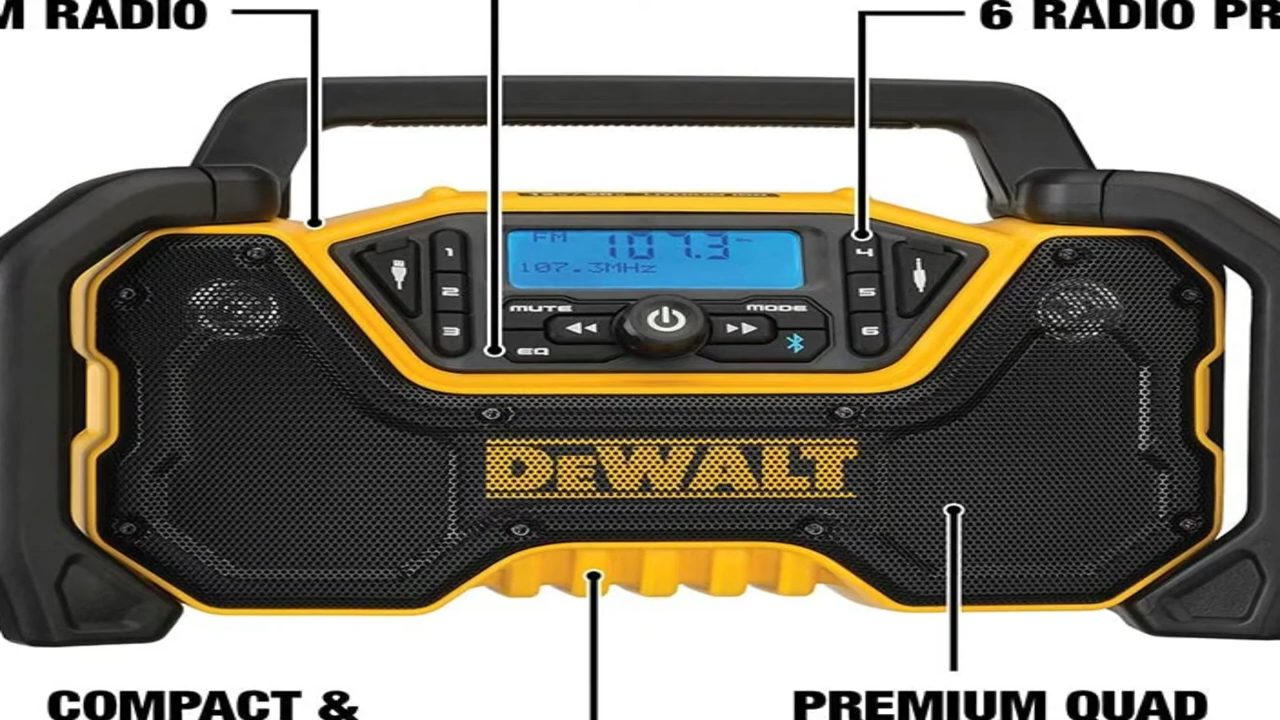 M RADIO
6 RADIO PR
FM 107.3
107.3MHz
1
2
3
4
5
6
MUTE
MODE
EQ
DEWALT
COMPACT &
PREMIUM QUAD